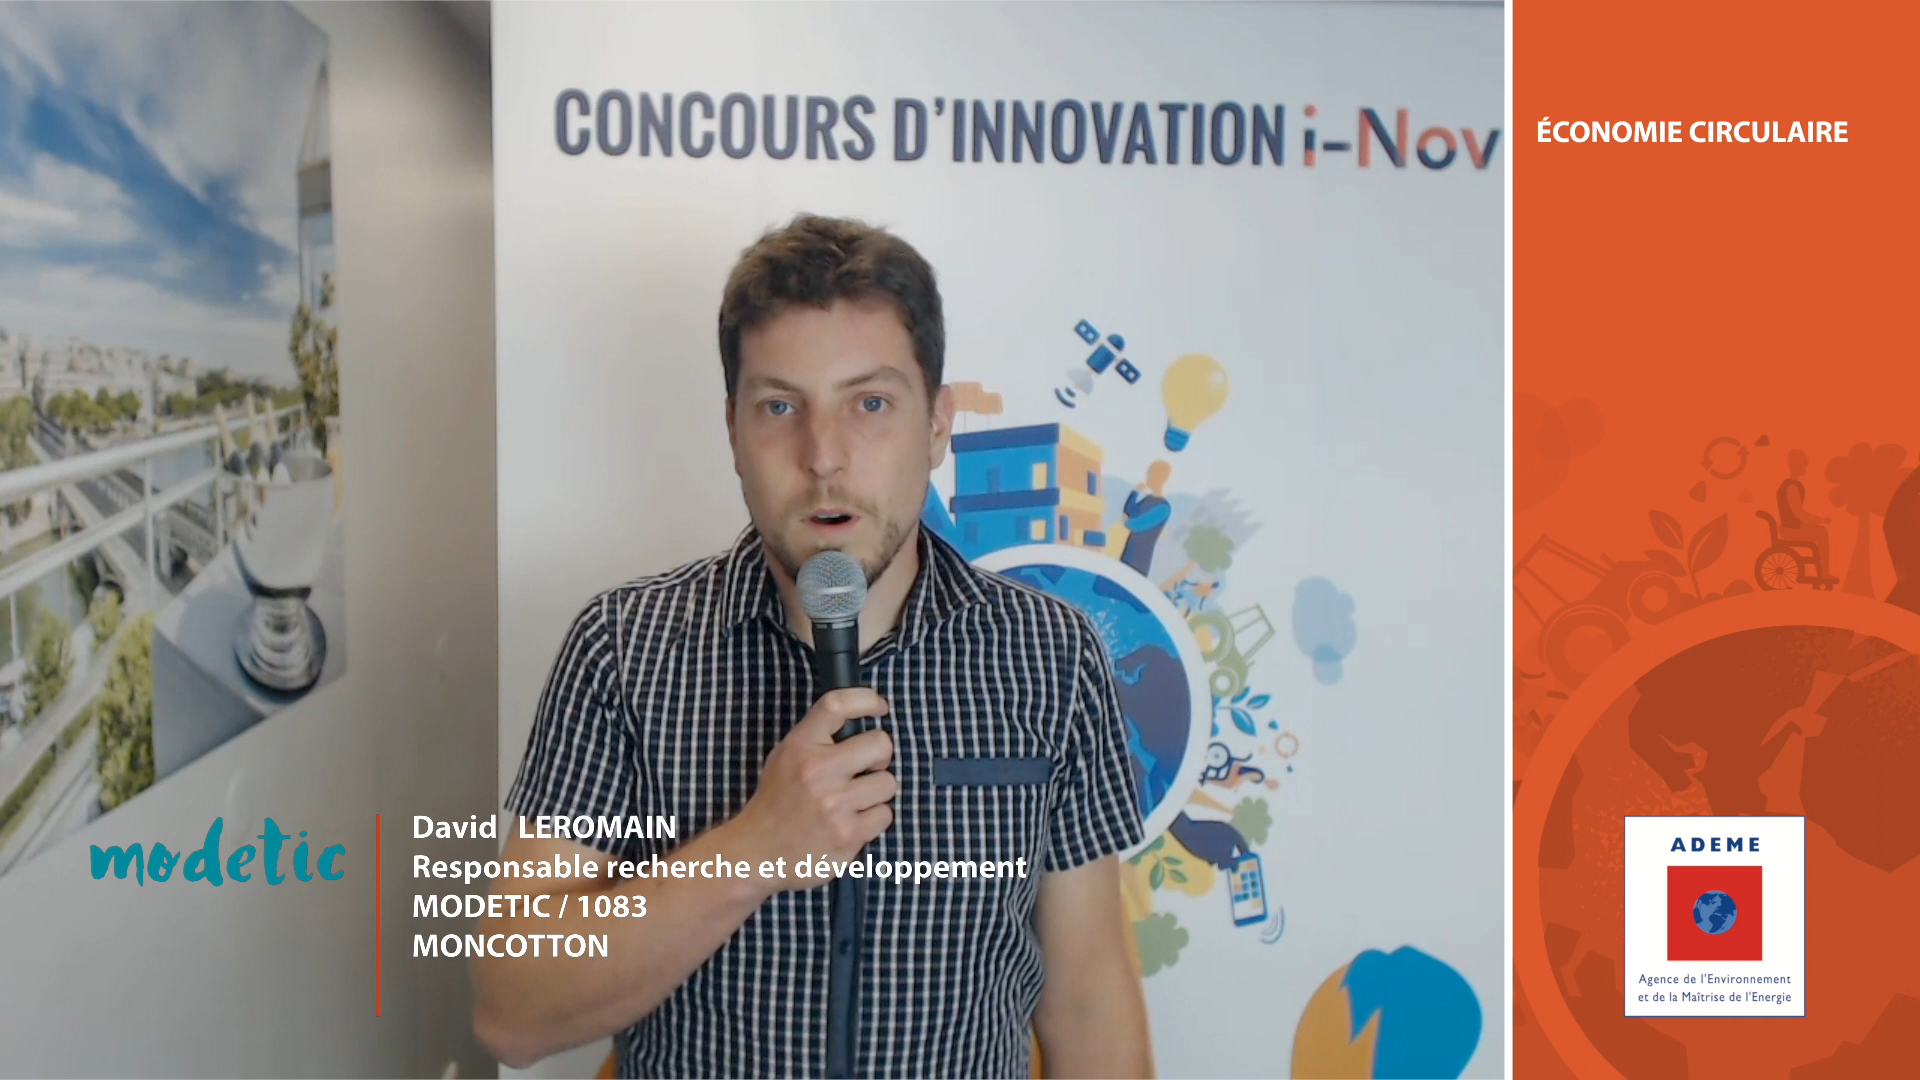 CONCOURS D'INNOVATION i-Nov
ÉCONOMIE CIRCULAIRE
modetic
David LEROMAIN
Responsable recherche et développement
MODETIC / 1083
MONCOTTON
ADEME
Agence de l'Environnement
et de la Maîtrise de l'Energie